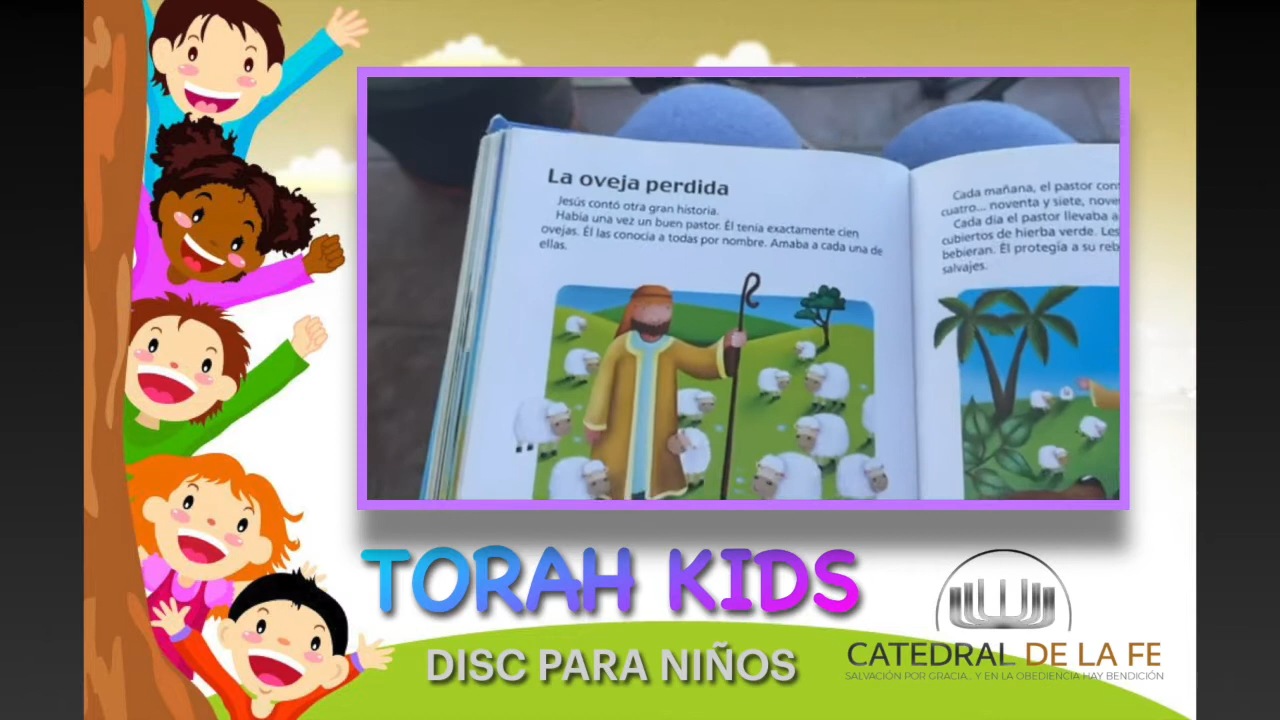 La oveja perdida
Jesús contó otra gran historia.
Había una vez un buen pastor. Él tenía exactamente cien
ovejas. Él las conocía a todas por nombre. Amaba a cada una de
ellas.
Cada mañana, el pastor
cuatro... noventa y siete,
Cada día el pastor llevaba a
cubiertos de hierba verde. Les
bebieran. Él protegía a su
salvajes.
TORAH KIDS
DISC PARA NIÑOS
CATEDRAL DE LA FE
SALVACIÓN POR GRACIA.. Y EN LA OBEDIENCIA HAY BENDICIÓN